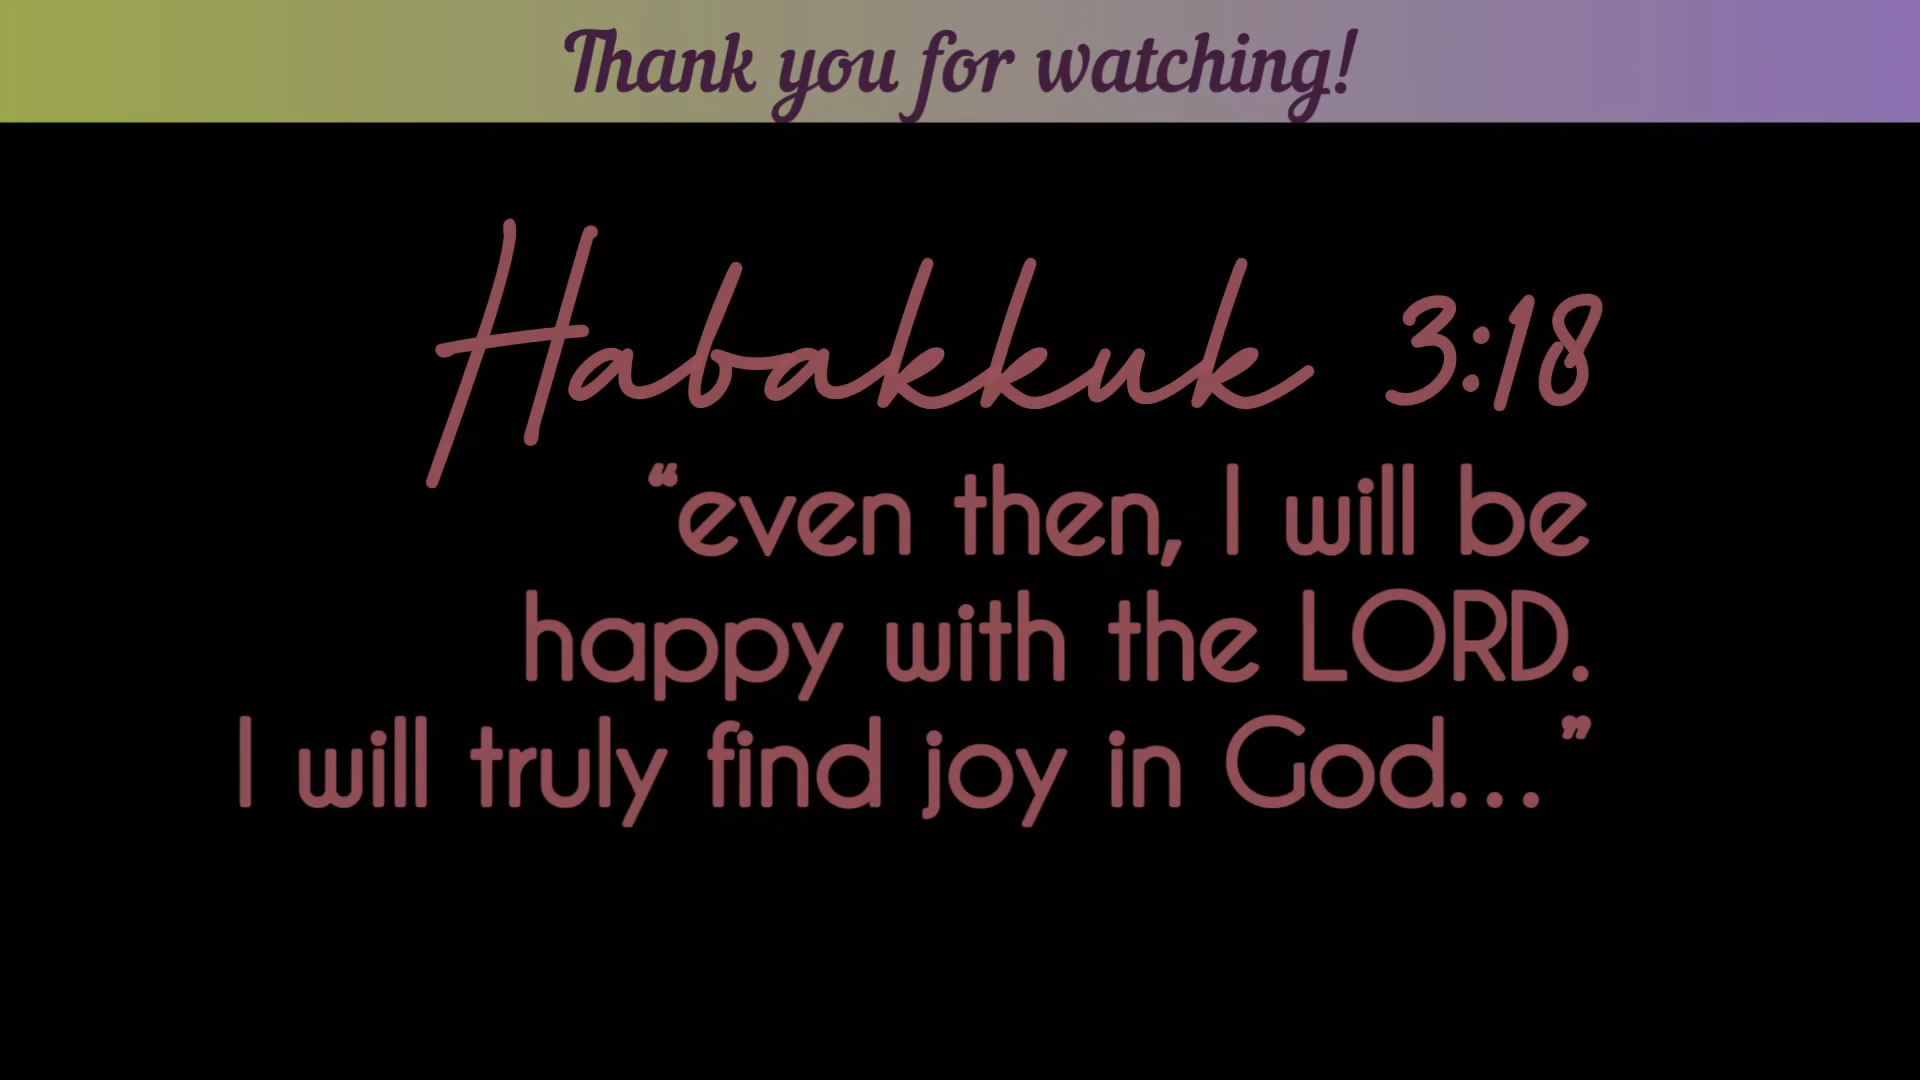 Thank you for watching!
Habakkuk 3:18
“even then, I will be
happy with the LORD.
I will truly find joy in God...”